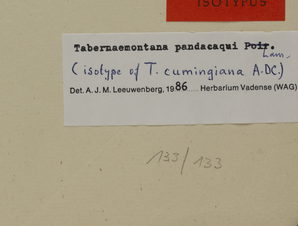 ISOTYPUS
Tabernaemontana pandacaqui Poir.
Lam.
(isotype of T. cumingiana A.DC.)
Det. A. J. M. Leeuwenberg, 1986 Herbarium Vadense (WAG)
133/133